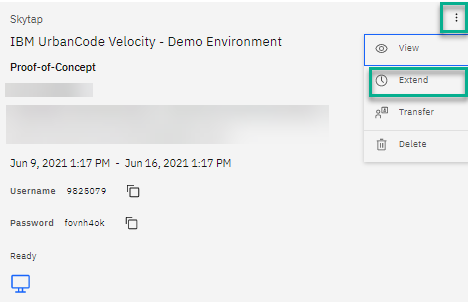 Skytap
IBM UrbanCode Velocity - Demo Environment
Proof-of-Concept
Jun 9, 2021 1:17 PM - Jun 16, 2021 1:17 PM
Username 9825079
Password fovnh4ok
Ready
View
Extend
Transfer
Delete